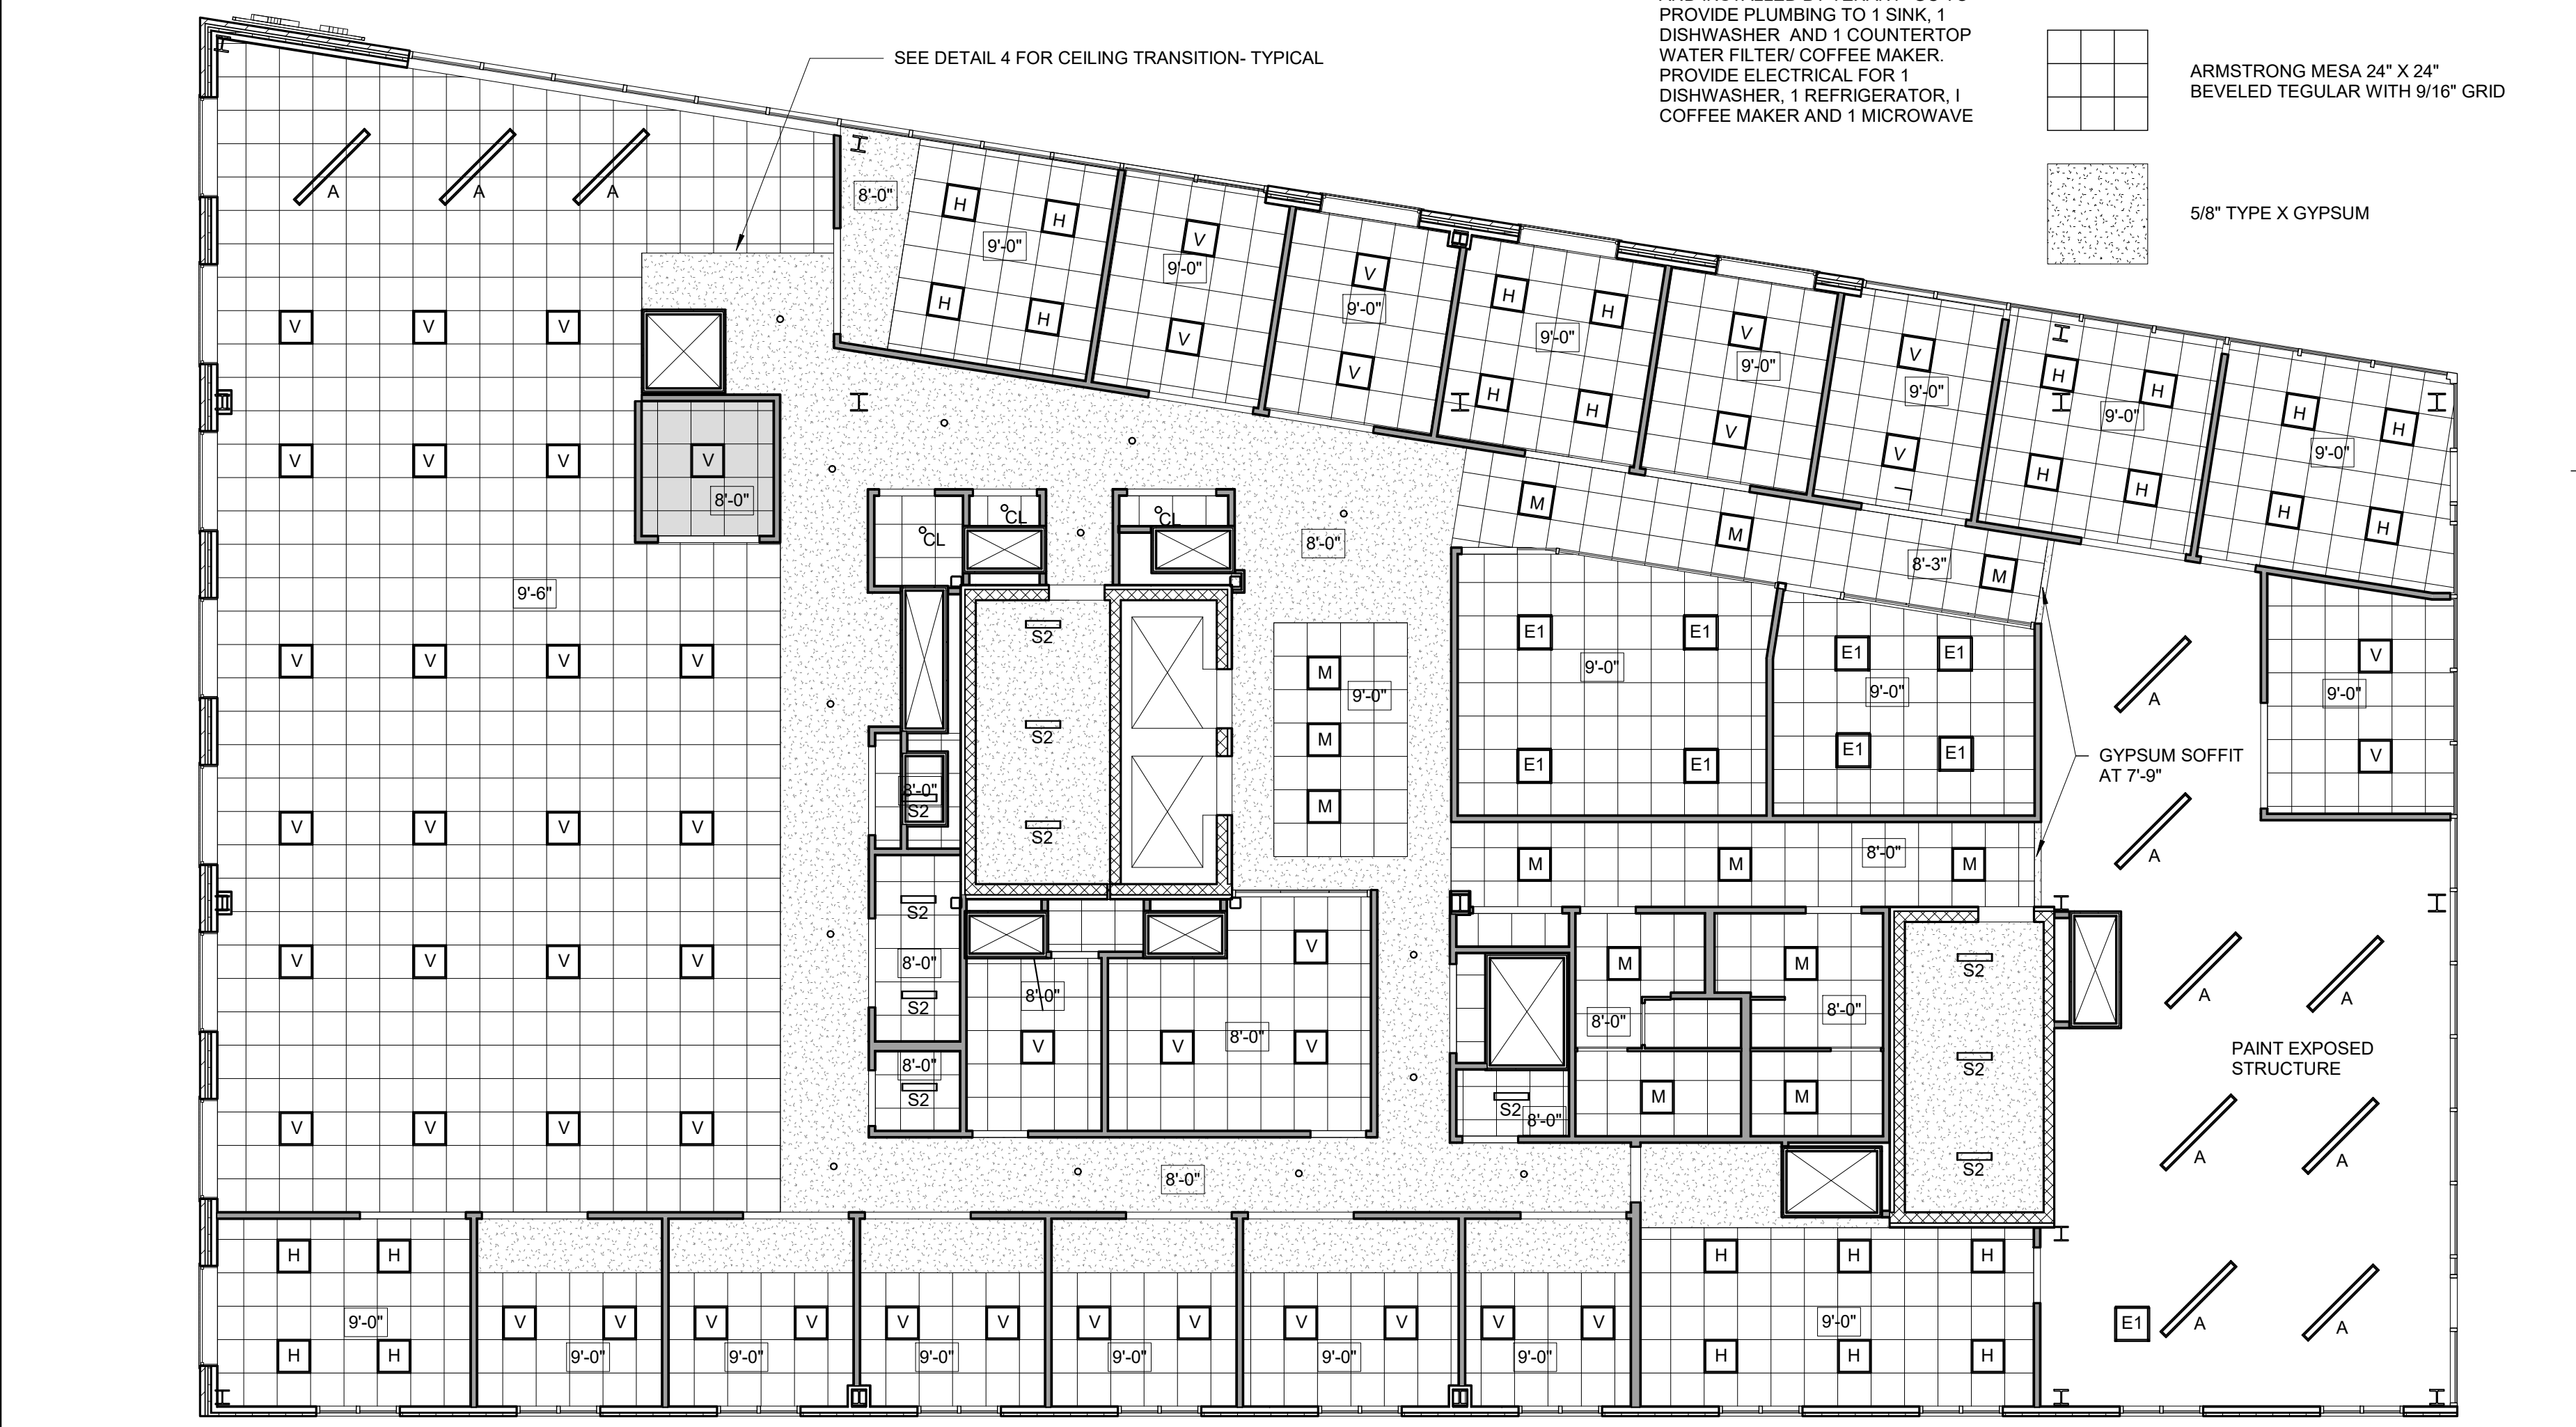 PROVIDE PLUMBING TO 1 SINK, 1
DISHWASHER AND 1 COUNTERTOP
WATER FILTER/ COFFEE MAKER.
PROVIDE ELECTRICAL FOR 1
DISHWASHER, 1 REFRIGERATOR, I
COFFEE MAKER AND 1 MICROWAVE
ARMSTRONG MESA 24" X 24"
BEVELED TEGULAR WITH 9/16" GRID
5/8" TYPE X GYPSUM
SEE DETAIL 4 FOR CEILING TRANSITION- TYPICAL
A A A
8'-0"
H H
9'-0"
H H
V
9'-0"
V
V
9'-0"
V
H H
9'-0"
H H
V
9'-0"
V
V
9'-0"
V
H H
9'-0"
H H
H H
9'-0"
H H
V V V
V V V V
8'-0"
CL CL CL
8'-0"
M M M
8'-3"
9'-6"
S2
S2
S2
M
9'-0"
M
M
E1 E1
9'-0"
E1 E1
E1 E1
9'-0"
E1 E1
A
V
9'-0"
V
GYPSUM SOFFIT
AT 7'-9"
A
V V V V
8'-0"
S2
V V V V
M M 8'-0" M
S2
8'-0"
S2
8'-0"
S2
8'-0"
V
V
8'-0"
V V
M M
8'-0" 8'-0"
M M
S2
8'-0"
S2
S2
S2
A A
PAINT EXPOSED
STRUCTURE
A A
V V V V
V V V V
8'-0"
H H
9'-0"
H H
V V
9'-0"
V V
9'-0"
V V
9'-0"
V V
9'-0"
V V
9'-0"
V V
9'-0"
H H H
9'-0"
H H H
E1
A A